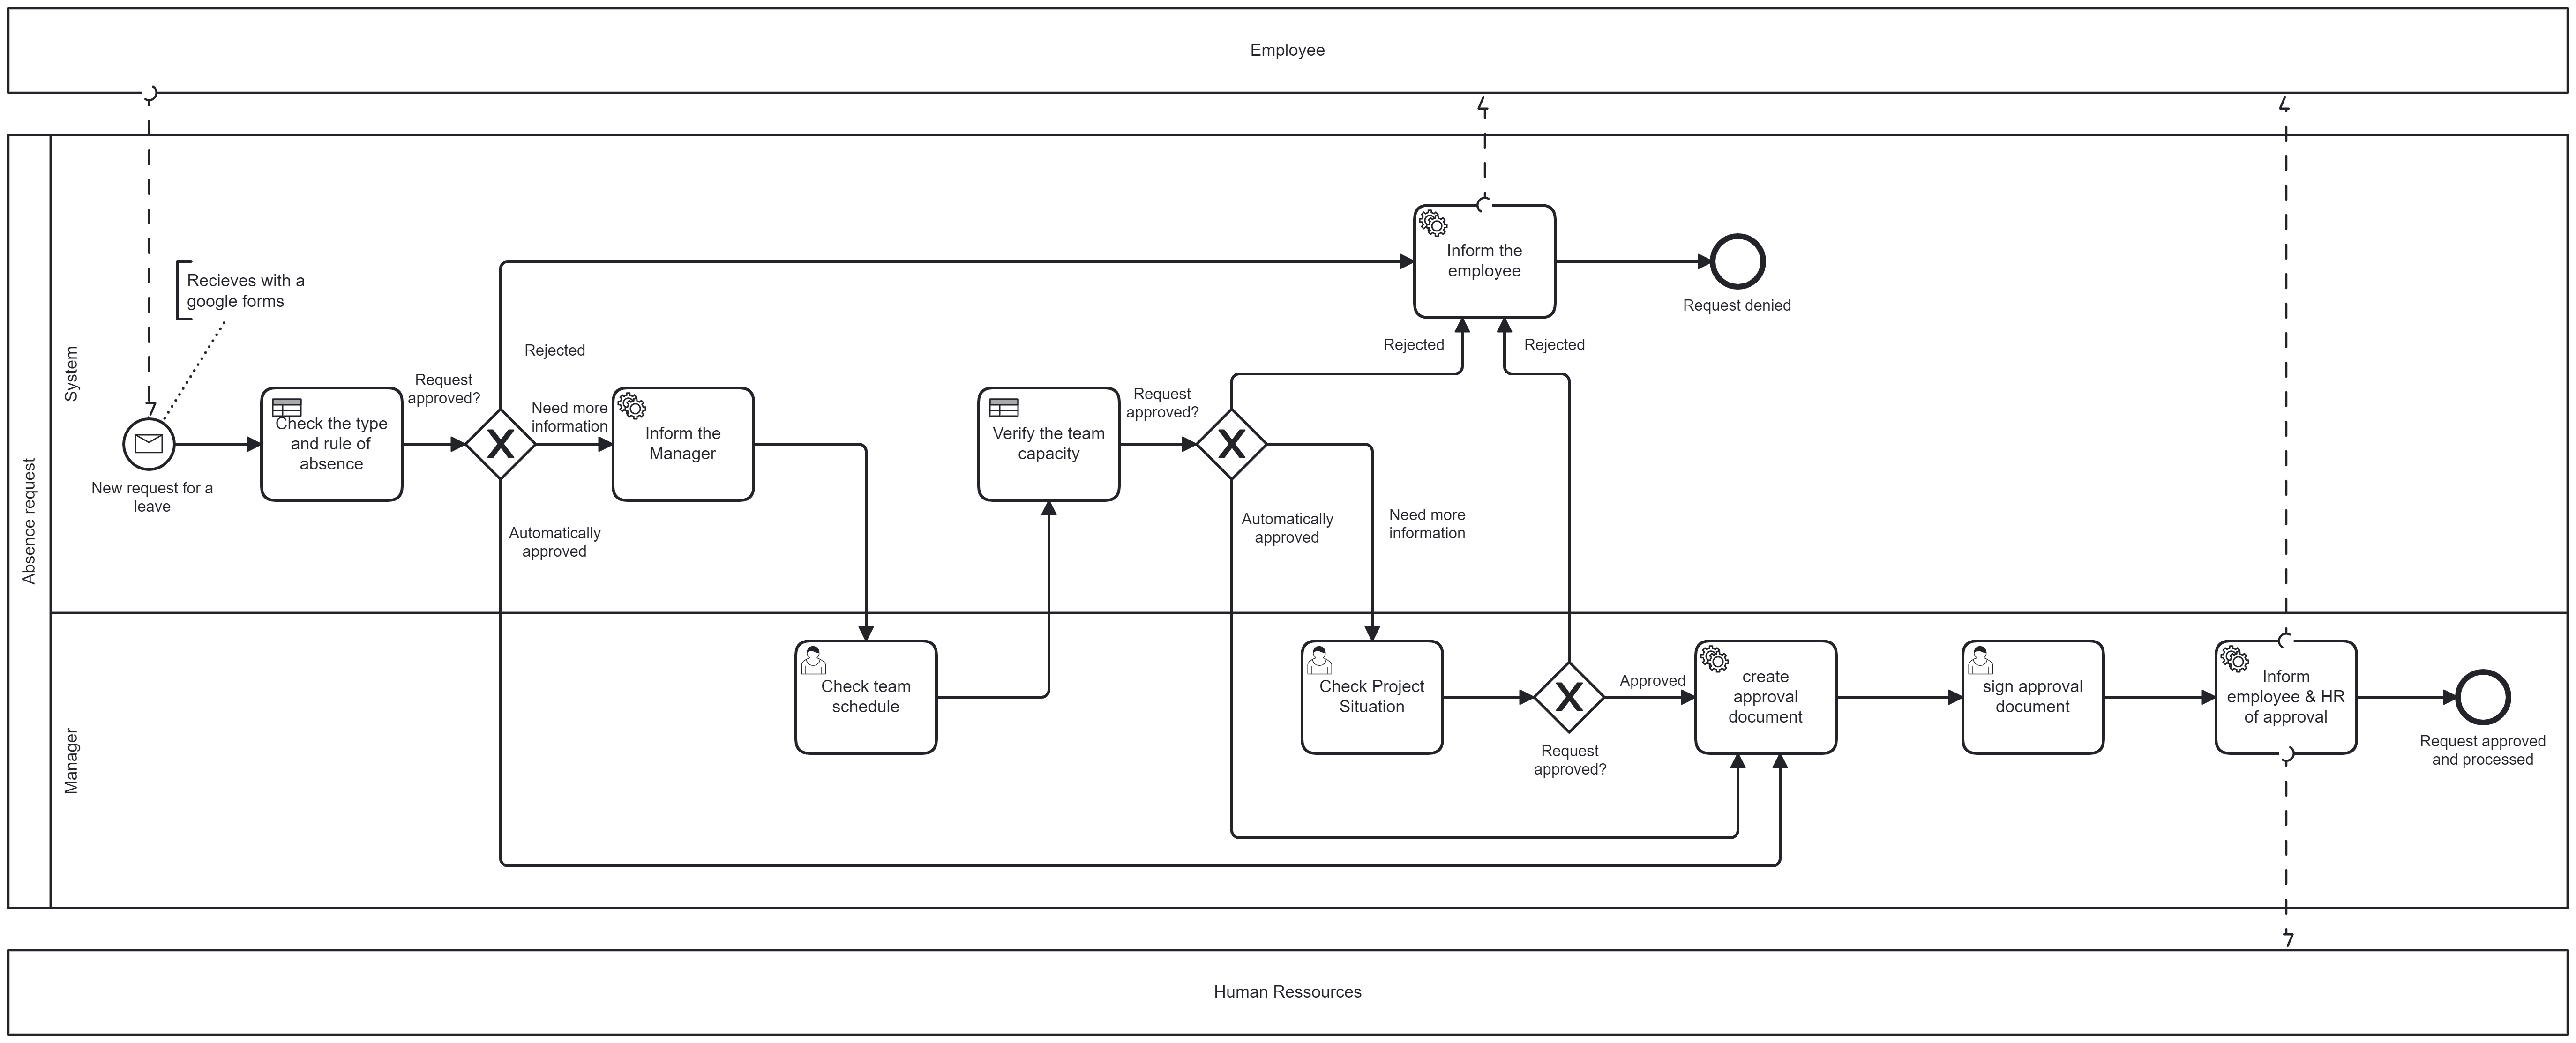 Employee
Absence request
System
Manager
Recieves with a
google forms
New request for a
leave
Check the type
and rule of
absence
Request
approved?
Rejected
Need more
information
Automatically
approved
Inform the
Manager
Check team
schedule
Verify the team
capacity
Request
approved?
Rejected
Automatically
approved
Need more
information
Inform the
employee
Rejected
Request denied
Check Project
Situation
Request
approved?
Approved
create
approval
document
sign approval
document
Inform
employee & HR
of approval
Request approved
and processed
Human Ressources